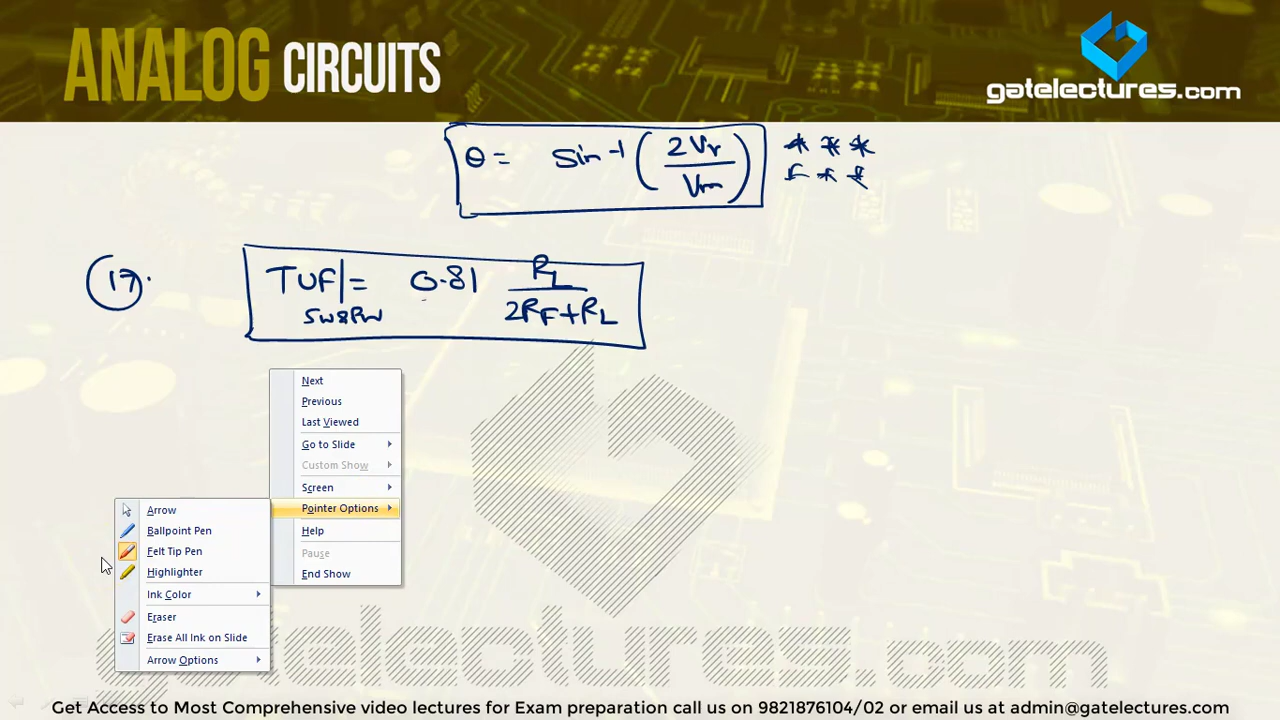 ANALOG CIRCUITS
gatelectures.com
θ = Sin-1 ( 2Vγ / Vm ) * * *
* * *
17.
TUF| = 0.81 RL / 2RF+RL
Next
Previous
Last Viewed
Go to Slide
Custom Show
Screen
Pointer Options
Help
Pause
End Show
Arrow
Ballpoint Pen
Felt Tip Pen
Highlighter
Ink Color
Eraser
Erase All Ink on Slide
Arrow Options
gatelectures.com
Get Access to Most Comprehensive video lectures for Exam preparation call us on 9821876104/02 or email us at admin@gatelectures.com